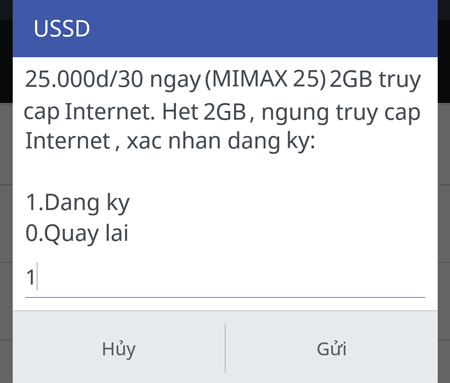 USSD
25.000d/30 ngay (MIMAX 25) 2GB truy
cap Internet. Het 2GB, ngung truy cap
Internet, xac nhan dang ky:
1.Dang ky
0.Quay lai
1
Hủy
Gửi